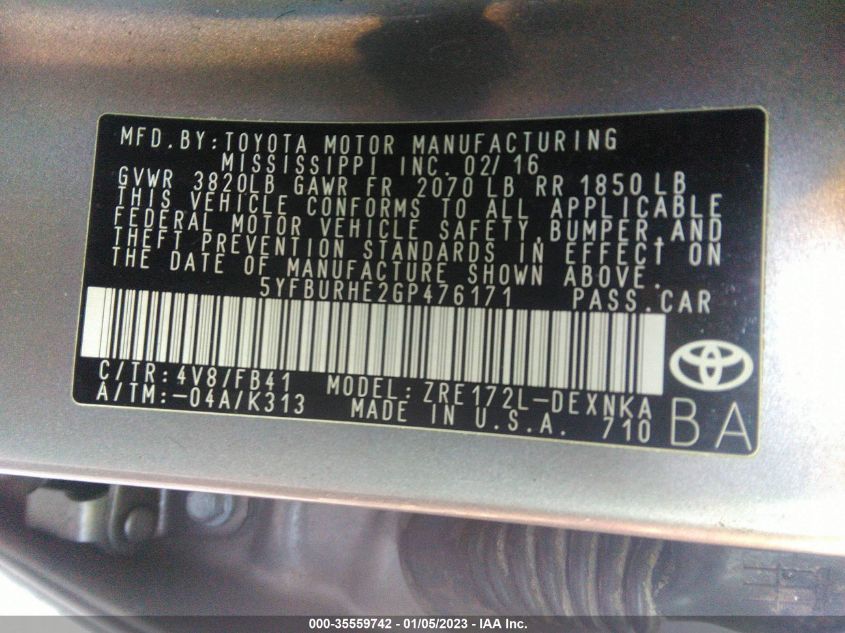 MFD. BY: TOYOTA MOTOR MANUFACTURING
MISSISSIPPI INC. 02/16
GVWR 3820LB GAWR FR 2070 LB RR 1850 LB
THIS VEHICLE CONFORMS TO ALL APPLICABLE
FEDERAL MOTOR VEHICLE SAFETY, BUMPER, AND
THEFT PREVENTION STANDARDS IN EFFECT ON
THE DATE OF MANUFACTURE SHOWN ABOVE.
5YFBURHE2GP476171 PASS. CAR
C/TR: 4V8/FB41 MODEL: ZRE172L-DEXNKA
A/TM: -04A/K313 MADE IN U.S.A. 710
BA
000-35559742 - 01/05/2023 - © IAA Inc.